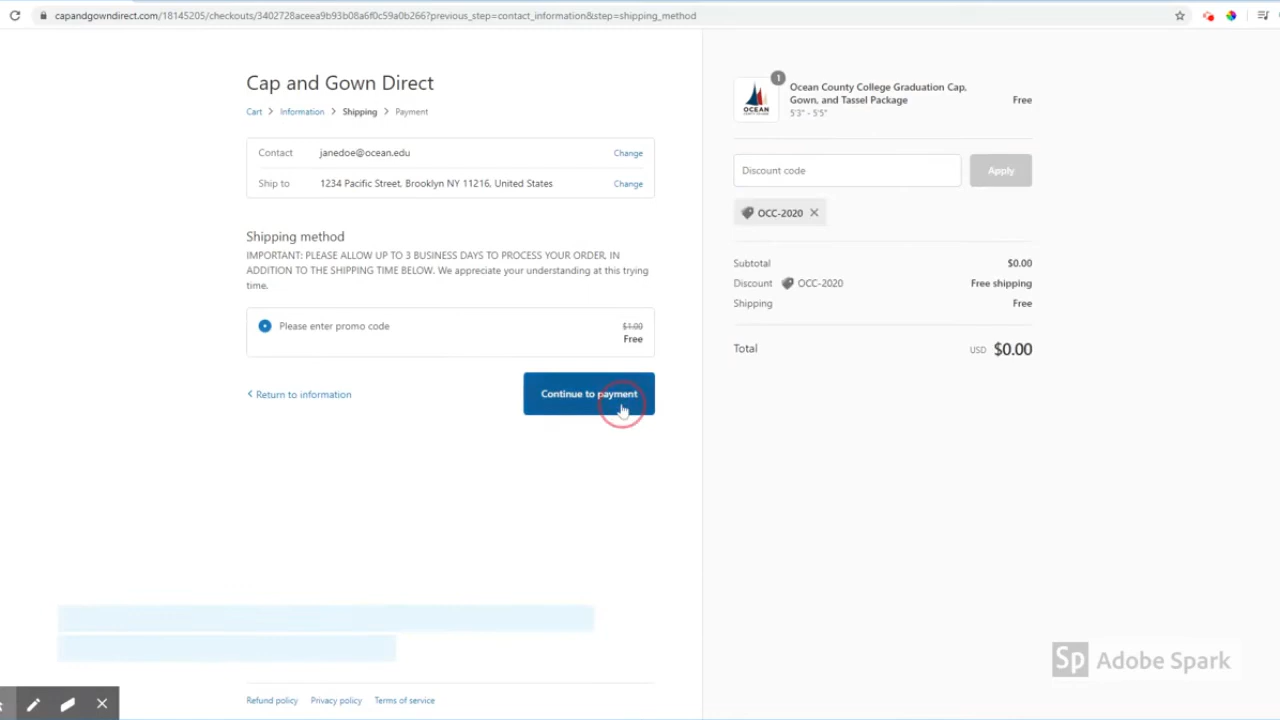 capandgowndirect.com/18145205/checkouts/3402728aceea9b93b08a6f0c59a0b266?previous_step=contact_information&step=shipping_method
Cap and Gown Direct
Cart > Information > Shipping > Payment
Contact janedoe@ocean.edu Change
Ship to 1234 Pacific Street, Brooklyn NY 11216, United States Change
Shipping method
IMPORTANT: PLEASE ALLOW UP TO 3 BUSINESS DAYS TO PROCESS YOUR ORDER, IN
ADDITION TO THE SHIPPING TIME BELOW. We appreciate your understanding at this trying
time.
Please enter promo code $1.00
Free
< Return to information
Continue to payment
Refund policy Privacy policy Terms of service
1
OCEAN
Ocean County College Graduation Cap,
Gown, and Tassel Package Free
5'3" - 5'5"
Discount code Apply
OCC-2020
Subtotal $0.00
Discount OCC-2020 Free shipping
Shipping Free
Total USD $0.00
Sp Adobe Spark